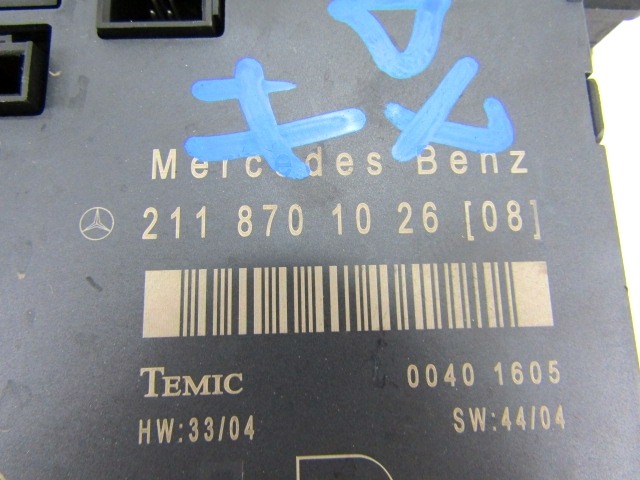 Mercedes Benz
211 870 10 26 [08]
TEMIC 0040 1605
HW:33/04 SW:44/04